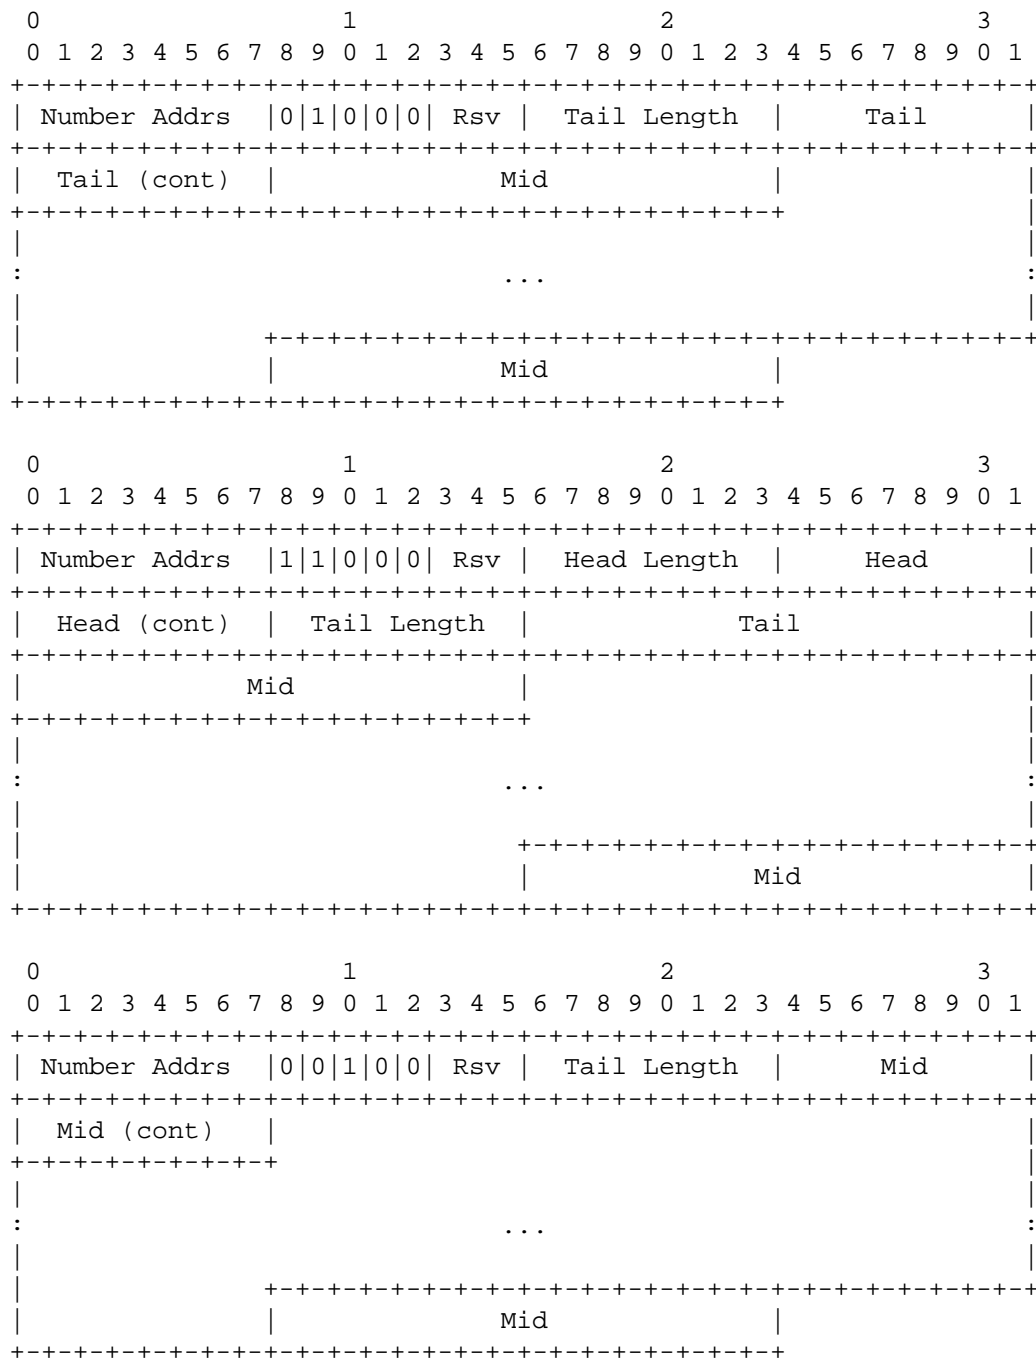 0                   1                   2                   3
 0 1 2 3 4 5 6 7 8 9 0 1 2 3 4 5 6 7 8 9 0 1 2 3 4 5 6 7 8 9 0 1
+-+-+-+-+-+-+-+-+-+-+-+-+-+-+-+-+-+-+-+-+-+-+-+-+-+-+-+-+-+-+-+-+
| Number Addrs  |0|1|0|0|0| Rsv |  Tail Length  |     Tail      |
+-+-+-+-+-+-+-+-+-+-+-+-+-+-+-+-+-+-+-+-+-+-+-+-+-+-+-+-+-+-+-+-+
|  Tail (cont)  |              Mid              |               |
+-+-+-+-+-+-+-+-+-+-+-+-+-+-+-+-+-+-+-+-+-+-+-+-+               |
|                                                               |
:                              ...                              :
|                                                               |
|               +-+-+-+-+-+-+-+-+-+-+-+-+-+-+-+-+-+-+-+-+-+-+-+-+
|               |              Mid              |
+-+-+-+-+-+-+-+-+-+-+-+-+-+-+-+-+-+-+-+-+-+-+-+-+

 0                   1                   2                   3
 0 1 2 3 4 5 6 7 8 9 0 1 2 3 4 5 6 7 8 9 0 1 2 3 4 5 6 7 8 9 0 1
+-+-+-+-+-+-+-+-+-+-+-+-+-+-+-+-+-+-+-+-+-+-+-+-+-+-+-+-+-+-+-+-+
| Number Addrs  |1|1|0|0|0| Rsv |  Head Length  |     Head      |
+-+-+-+-+-+-+-+-+-+-+-+-+-+-+-+-+-+-+-+-+-+-+-+-+-+-+-+-+-+-+-+-+
|  Head (cont)  |  Tail Length  |             Tail              |
+-+-+-+-+-+-+-+-+-+-+-+-+-+-+-+-+-+-+-+-+-+-+-+-+-+-+-+-+-+-+-+-+
|              Mid              |                               |
+-+-+-+-+-+-+-+-+-+-+-+-+-+-+-+-+                               |
|                                                               |
:                              ...                              :
|                                                               |
|                               +-+-+-+-+-+-+-+-+-+-+-+-+-+-+-+-+
|                               |              Mid              |
+-+-+-+-+-+-+-+-+-+-+-+-+-+-+-+-+-+-+-+-+-+-+-+-+-+-+-+-+-+-+-+-+

 0                   1                   2                   3
 0 1 2 3 4 5 6 7 8 9 0 1 2 3 4 5 6 7 8 9 0 1 2 3 4 5 6 7 8 9 0 1
+-+-+-+-+-+-+-+-+-+-+-+-+-+-+-+-+-+-+-+-+-+-+-+-+-+-+-+-+-+-+-+-+
| Number Addrs  |0|0|1|0|0| Rsv |  Tail Length  |      Mid      |
+-+-+-+-+-+-+-+-+-+-+-+-+-+-+-+-+-+-+-+-+-+-+-+-+-+-+-+-+-+-+-+-+
|  Mid (cont)   |                                               |
+-+-+-+-+-+-+-+-+                                               |
|                                                               |
:                              ...                              :
|                                                               |
|               +-+-+-+-+-+-+-+-+-+-+-+-+-+-+-+-+-+-+-+-+-+-+-+-+
|               |              Mid              |
+-+-+-+-+-+-+-+-+-+-+-+-+-+-+-+-+-+-+-+-+-+-+-+-+